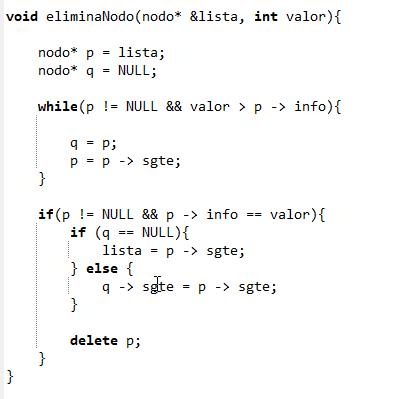 void eliminaNodo(nodo* &lista, int valor){
nodo* p = lista;
nodo* q = NULL;
while(p != NULL && valor > p -> info){
q = p;
p = p -> sgte;
}
if(p != NULL && p -> info == valor){
if (q == NULL){
lista = p -> sgte;
} else {
q -> sgte = p -> sgte;
}
delete p;
}
}